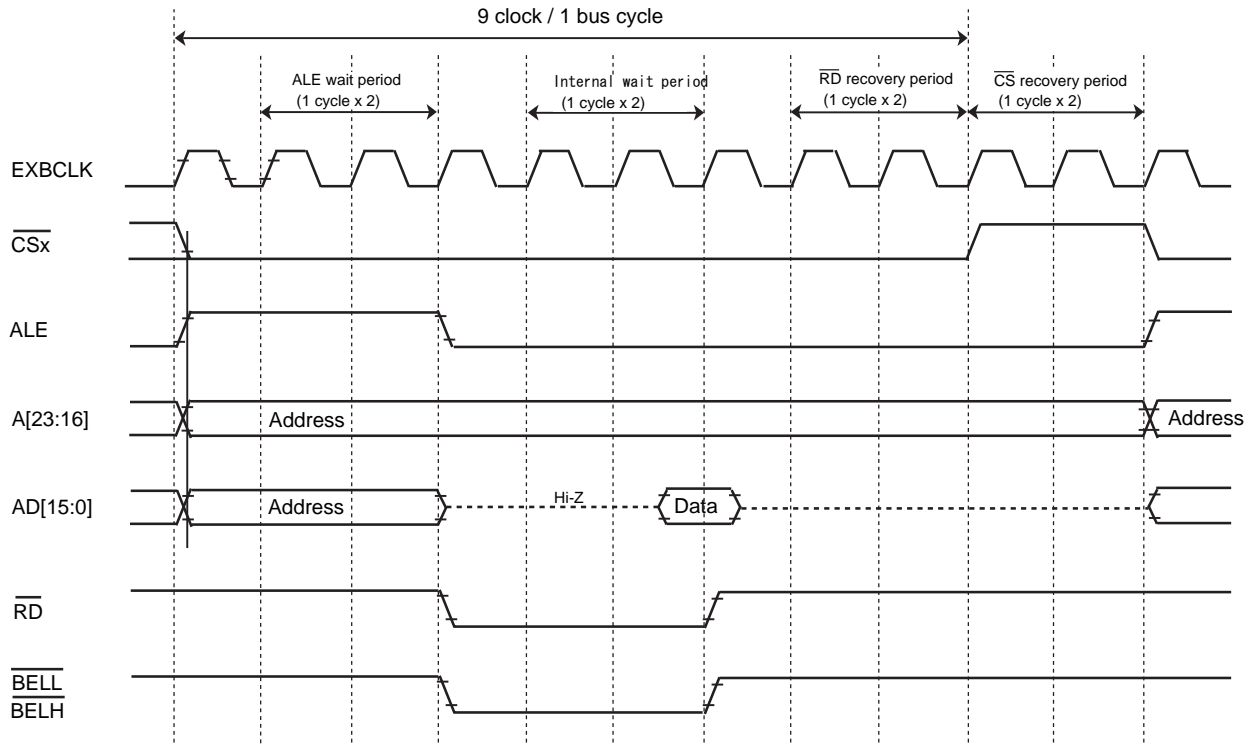 9 clock / 1 bus cycle
ALE wait period
(1 cycle x 2)
Internal wait period
(1 cycle x 2)
RD recovery period
(1 cycle x 2)
CS recovery period
(1 cycle x 2)
EXBCLK
CSx
ALE
A[23:16]
Address
Address
AD[15:0]
Address
Hi-Z
Data
RD
BELL
BELH